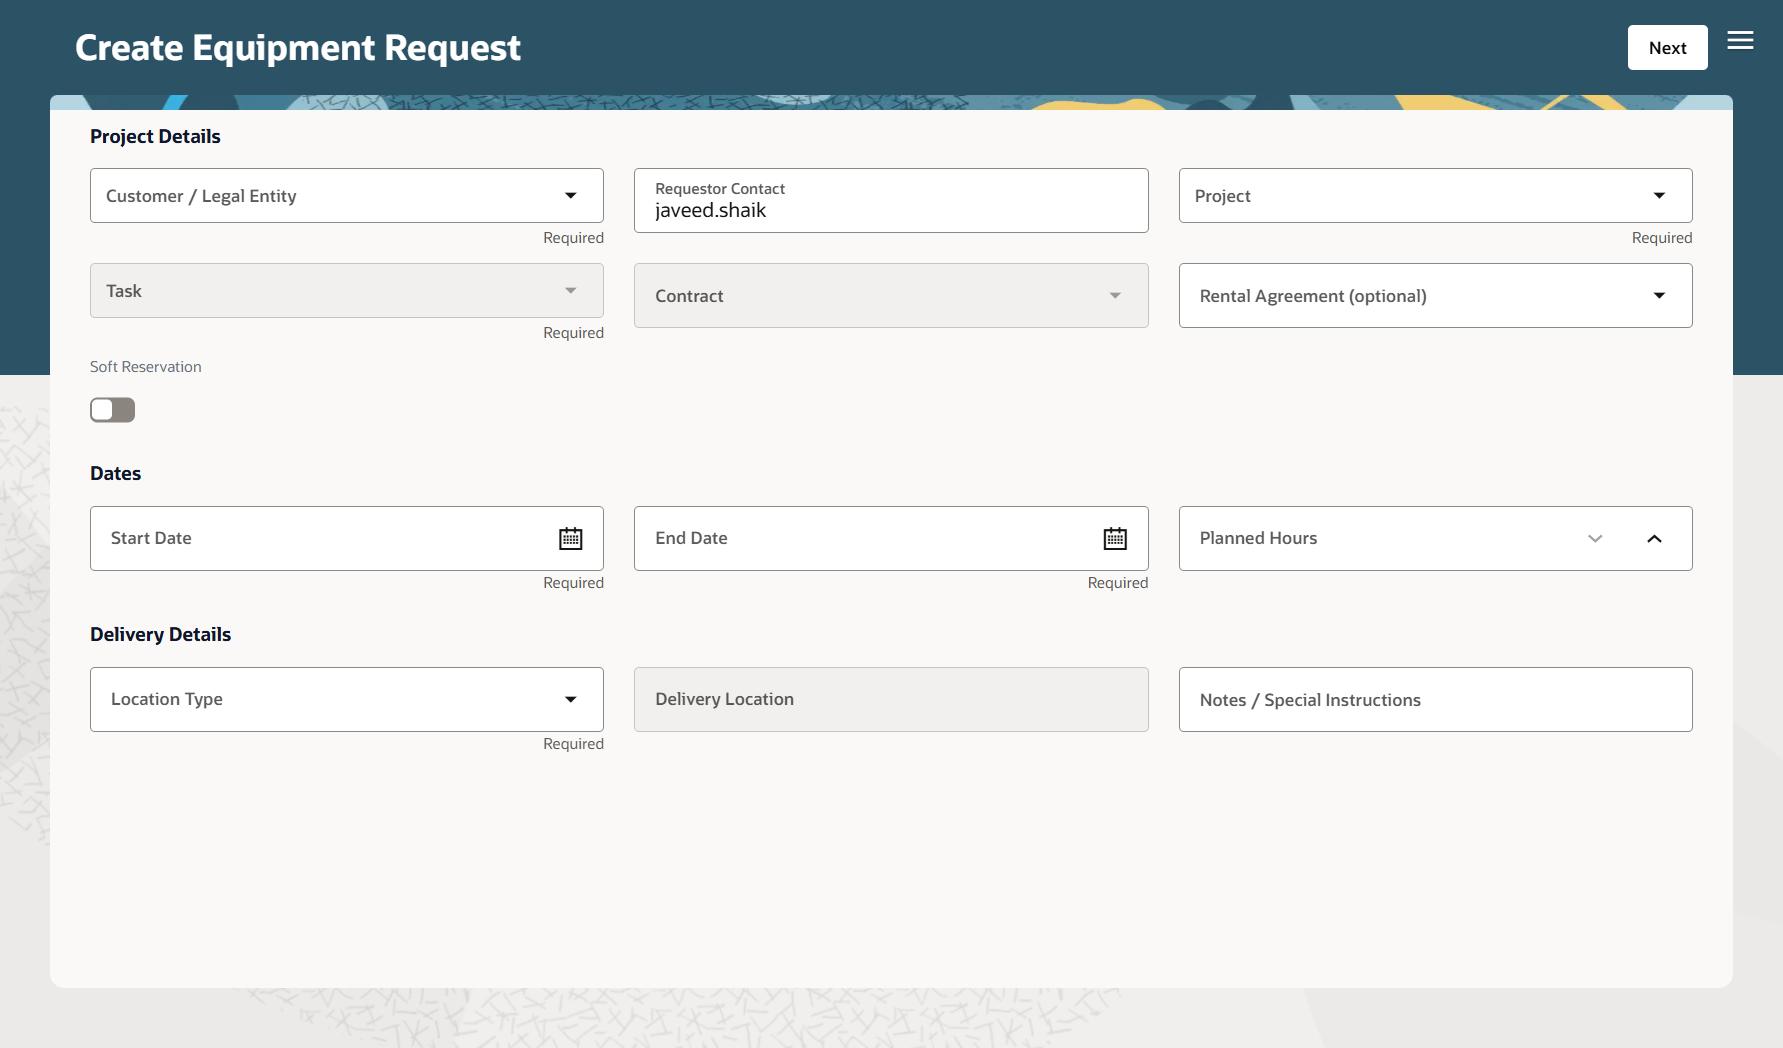 Create Equipment Request
Next
Project Details
Customer / Legal Entity
Required
Requestor Contact
javeed.shaik
Project
Required
Task
Required
Contract
Rental Agreement (optional)
Soft Reservation
Dates
Start Date
Required
End Date
Required
Planned Hours
Delivery Details
Location Type
Required
Delivery Location
Notes / Special Instructions